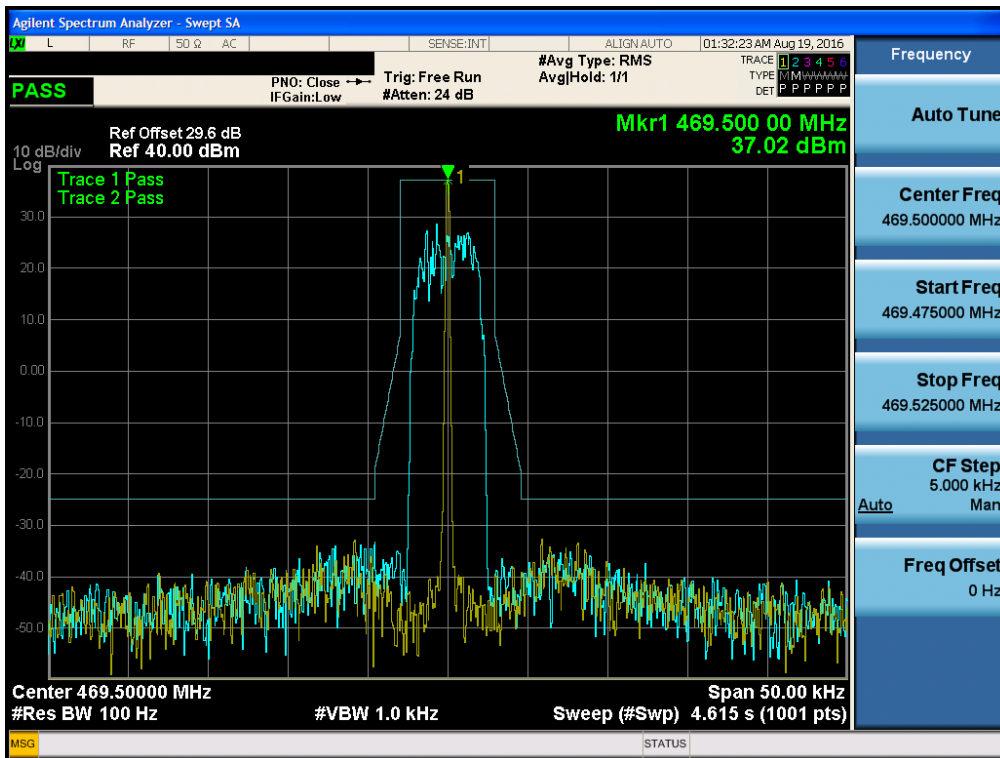 Agilent Spectrum Analyzer - Swept SA
LXI L RF 50 Ω AC SENSE:INT ALIGN AUTO 01:32:23 AM Aug 19, 2016
Frequency
PASS
PNO: Close
IFGain:Low
Trig: Free Run
#Atten: 24 dB
#Avg Type: RMS
Avg|Hold: 1/1
TRACE 1 2 3 4 5 6
TYPE M M W W W W
DET P P P P P P
Auto Tune
Ref Offset 29.6 dB
10 dB/div Ref 40.00 dBm
Log
Mkr1 469.500 00 MHz
37.02 dBm
Trace 1 Pass
Trace 2 Pass
1
30.0
20.0
10.0
0.00
-10.0
-20.0
-30.0
-40.0
-50.0
Center Freq
469.500000 MHz
Start Freq
469.475000 MHz
Stop Freq
469.525000 MHz
CF Step
5.000 kHz
Auto Man
Freq Offset
0 Hz
Center 469.50000 MHz Span 50.00 kHz
#Res BW 100 Hz #VBW 1.0 kHz Sweep (#Swp) 4.615 s (1001 pts)
MSG STATUS